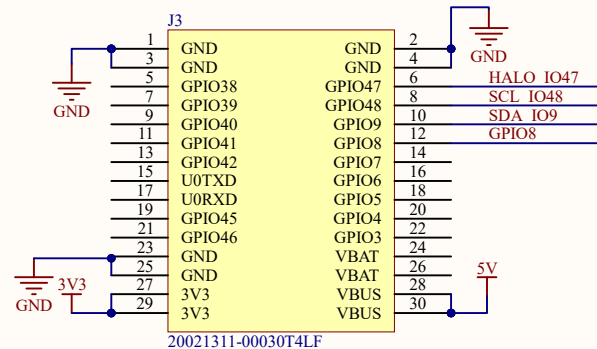 J3
1 GND GND 2
3 GND GND 4
GND
GND
5 GPIO38 GPIO47 6 HALO_IO47
7 GPIO39 GPIO48 8 SCL_IO48
9 GPIO40 GPIO9 10 SDA_IO9
11 GPIO41 GPIO8 12 GPIO8
13 GPIO42 GPIO7 14
15 U0TXD GPIO6 16
17 U0RXD GPIO5 18
19 GPIO45 GPIO4 20
21 GPIO46 GPIO3 22
23 GND VBAT 24
25 GND VBAT 26
GND
3V3 27 3V3 VBUS 28 5V
29 3V3 VBUS 30
20021311-00030T4LF